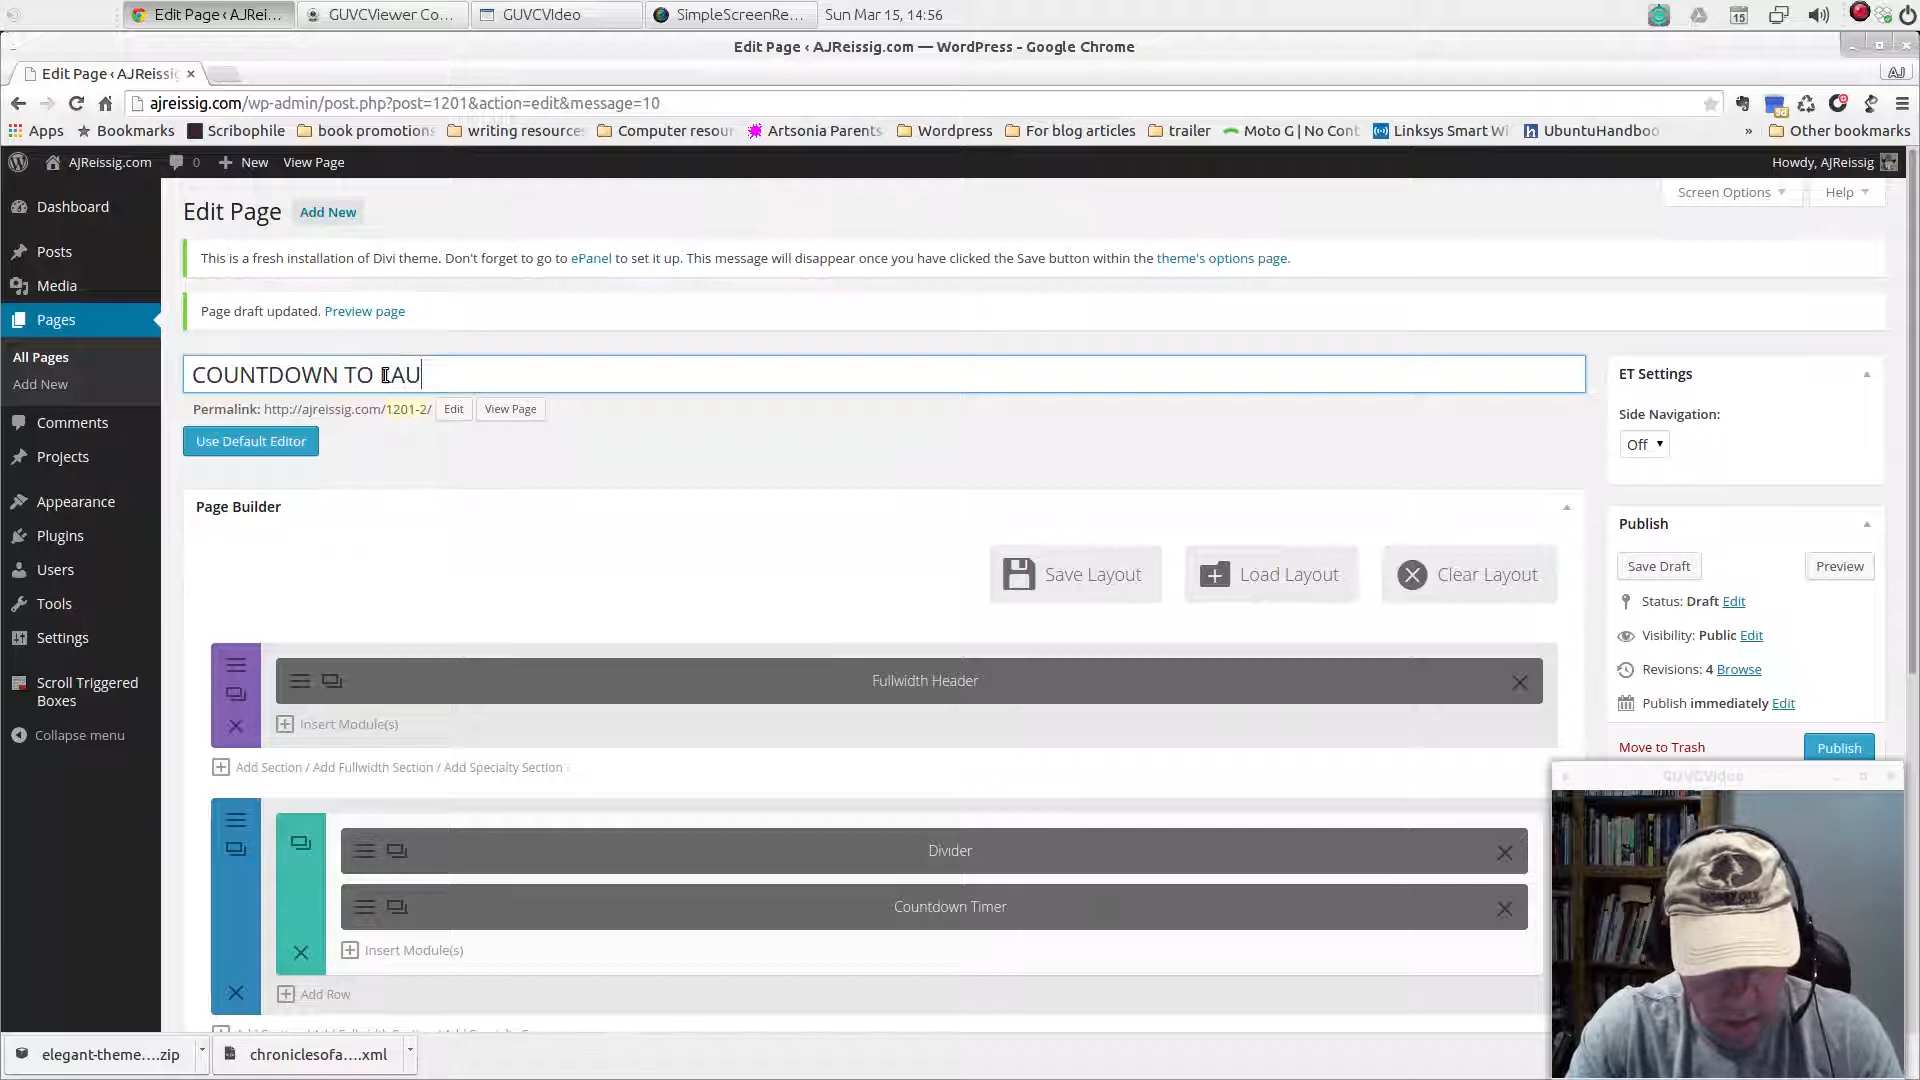 Edit Page ‹ AJRei...
GUVCViewer Co...
GUVCVIdeo
SimpleScreenRe...
Sun Mar 15, 14:56
15
Edit Page ‹ AJReissig.com — WordPress - Google Chrome
Edit Page ‹ AJReissig
AJ
ajreissig.com/wp-admin/post.php?post=1201&action=edit&message=10
Apps
Bookmarks
Scribophile
book promotions
writing resources
Computer resou
Artsonia Parents
Wordpress
For blog articles
trailer
Moto G | No Cont
Linksys Smart Wi
UbuntuHandboo
»
Other bookmarks
AJReissig.com
0
New
View Page
Howdy, AJReissig
Dashboard
Posts
Media
Pages
All Pages
Add New
Comments
Projects
Appearance
Plugins
Users
Tools
Settings
Scroll Triggered
Boxes
Collapse menu
Screen Options
Help
Edit Page
Add New
This is a fresh installation of Divi theme. Don't forget to go to ePanel to set it up. This message will disappear once you have clicked the Save button within the theme's options page.
Page draft updated. Preview page
COUNTDOWN TO LAU
Permalink: http://ajreissig.com/1201-2/
Edit
View Page
Use Default Editor
Page Builder
Save Layout
Load Layout
Clear Layout
Fullwidth Header
Insert Module(s)
Add Section / Add Fullwidth Section / Add Specialty Section
Divider
Countdown Timer
Insert Module(s)
Add Row
ET Settings
Side Navigation:
Off
Publish
Save Draft
Preview
Status: Draft Edit
Visibility: Public Edit
Revisions: 4 Browse
Publish immediately Edit
Move to Trash
Publish
GUVCVideo
elegant-theme....zip
chroniclesofa....xml